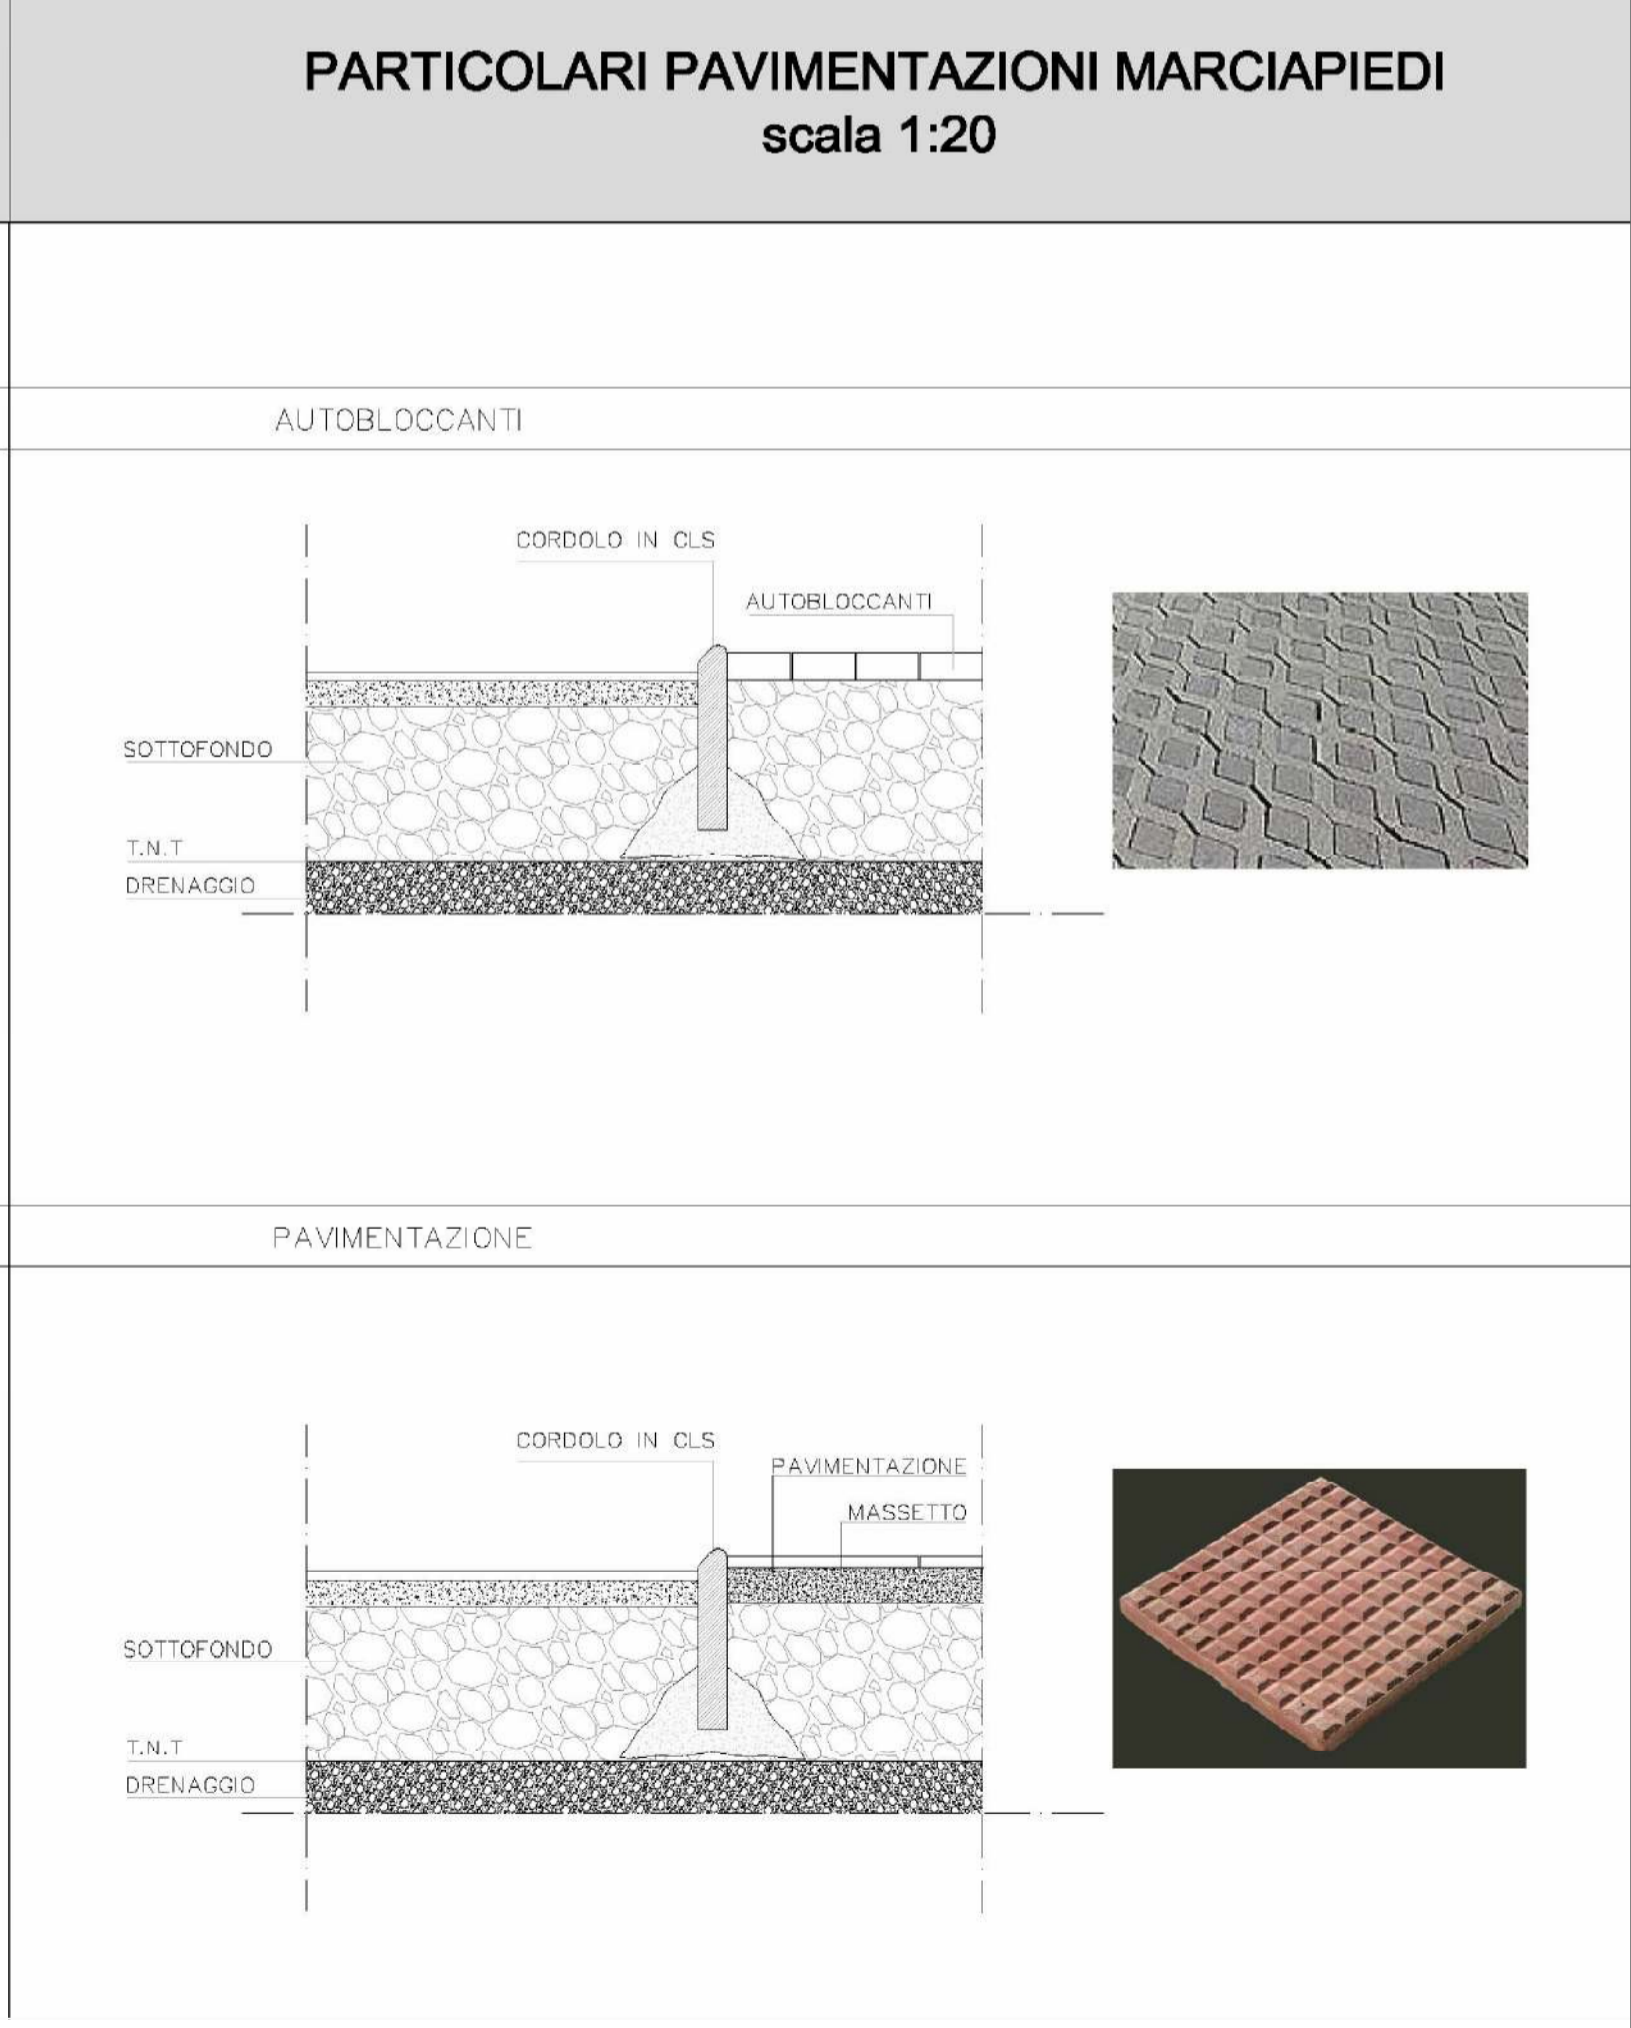 PARTICOLARI PAVIMENTAZIONI MARCIAPIEDI
scala 1:20
AUTOBLOCCANTI
CORDOLO IN CLS
AUTOBLOCCANTI
SOTTOFONDO
T.N.T
DRENAGGIO
PAVIMENTAZIONE
CORDOLO IN CLS
PAVIMENTAZIONE
MASSETTO
SOTTOFONDO
T.N.T
DRENAGGIO